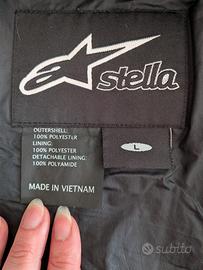 stella
OUTERSHELL:
100% POLYESTER
LINING:
100% POLYESTER
DETACHABLE LINING:
100% POLYAMIDE
L
MADE IN VIETNAM
subito